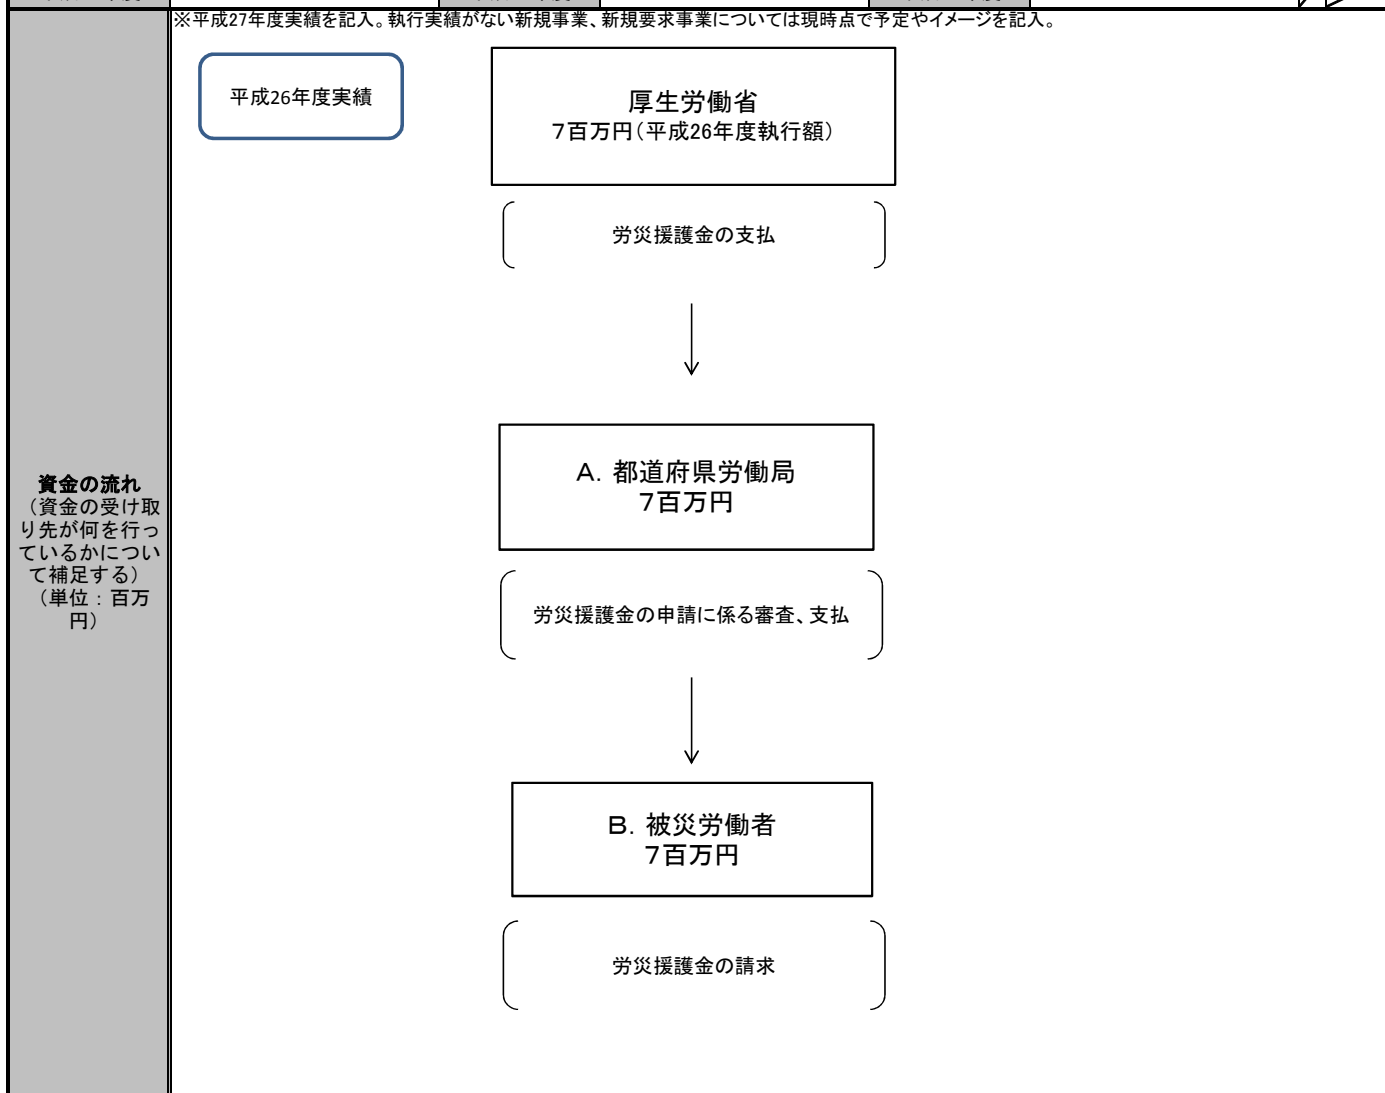 ※平成27年度実績を記入。執行実績がない新規事業、新規要求事業については現時点で予定やイメージを記入。
平成26年度実績
厚生労働省
7百万円（平成26年度執行額）
労災援護金の支払
A. 都道府県労働局
7百万円
資金の流れ
（資金の受け取
り先が何を行っ
ているかについ
て補足する）
（単位：百万
円）
労災援護金の申請に係る審査、支払
B. 被災労働者
7百万円
労災援護金の請求